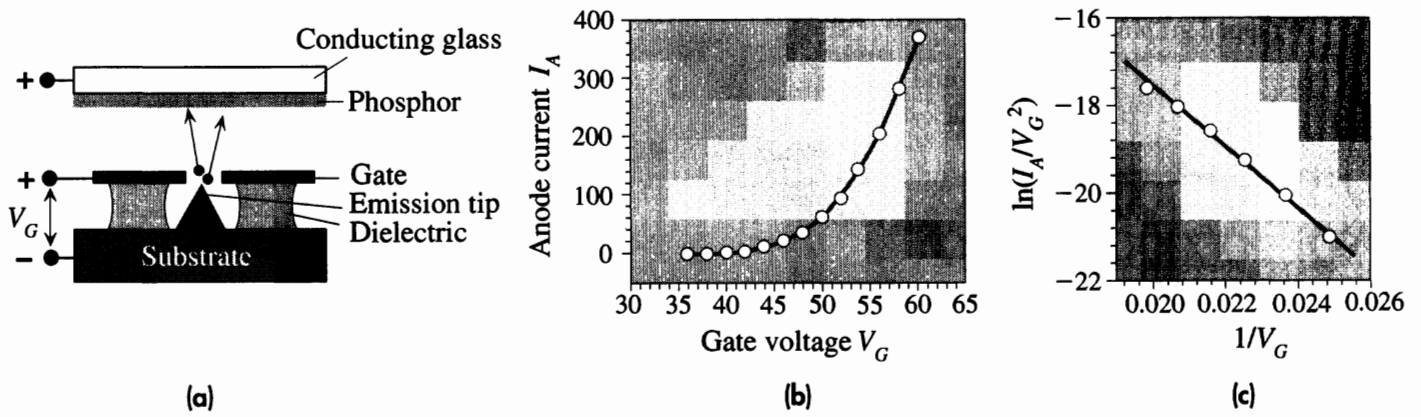 Conducting glass
+
Phosphor
+
Gate
V_G
Emission tip
Dielectric
–
Substrate
(a)
Anode current I_A
400
300
200
100
0
30 35 40 45 50 55 60 65
Gate voltage V_G
(b)
ln(I_A/V_G^2)
−16
−18
−20
−22
0.020 0.022 0.024 0.026
1/V_G
(c)